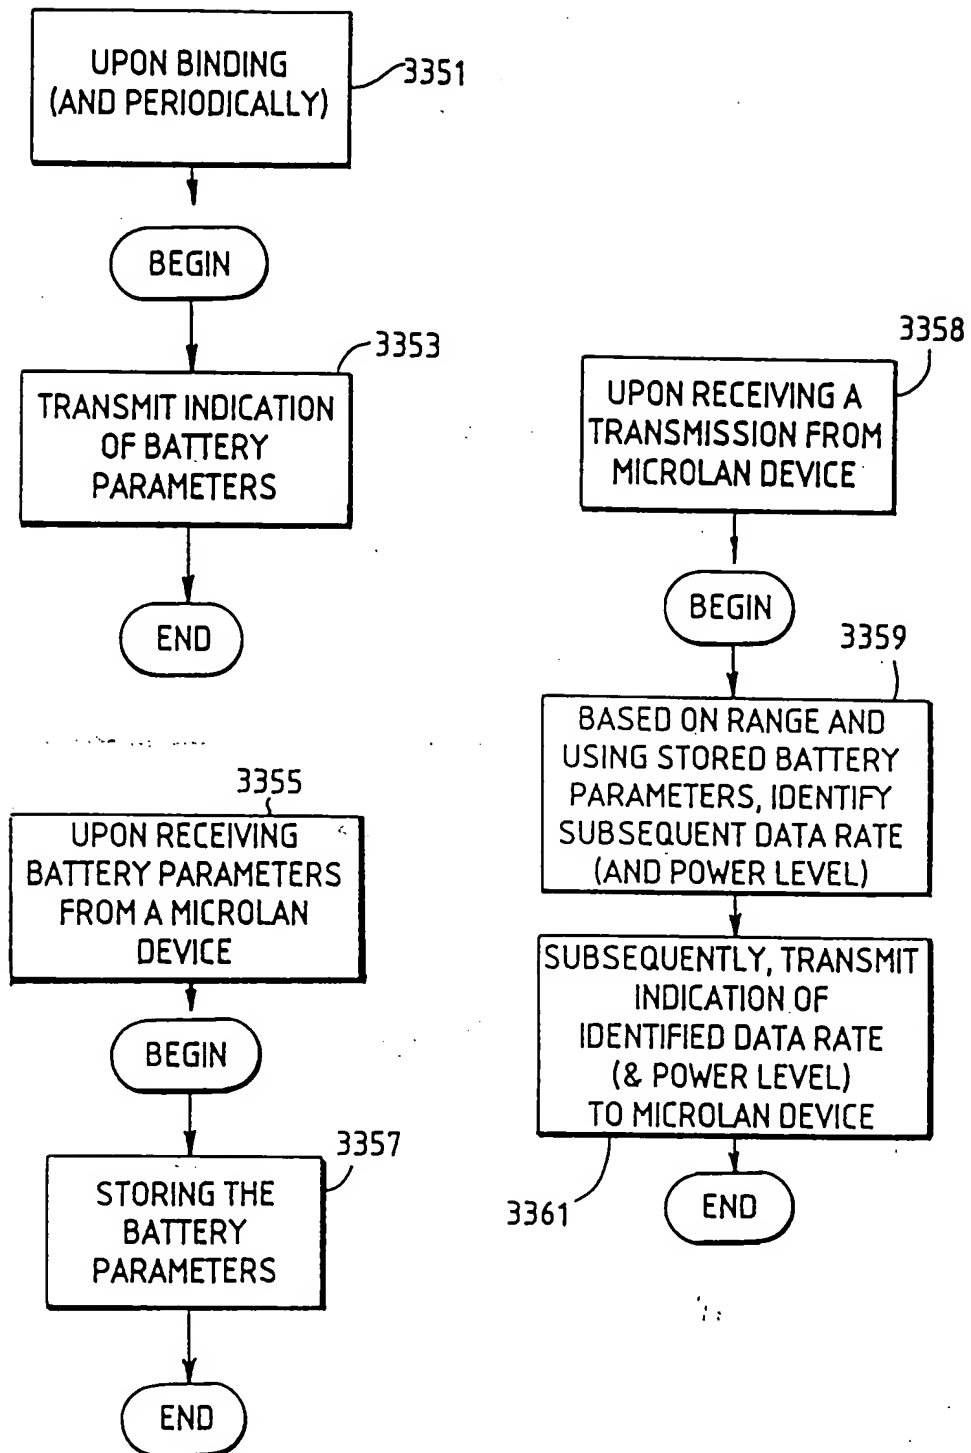 UPON BINDING
(AND PERIODICALLY)
3351
BEGIN
3353
TRANSMIT INDICATION
OF BATTERY
PARAMETERS
END
3355
UPON RECEIVING
BATTERY PARAMETERS
FROM A MICROLAN
DEVICE
BEGIN
3357
STORING THE
BATTERY
PARAMETERS
END
3358
UPON RECEIVING A
TRANSMISSION FROM
MICROLAN DEVICE
BEGIN
3359
BASED ON RANGE AND
USING STORED BATTERY
PARAMETERS, IDENTIFY
SUBSEQUENT DATA RATE
(AND POWER LEVEL)
SUBSEQUENTLY, TRANSMIT
INDICATION OF
IDENTIFIED DATA RATE
(& POWER LEVEL)
TO MICROLAN DEVICE
3361
END